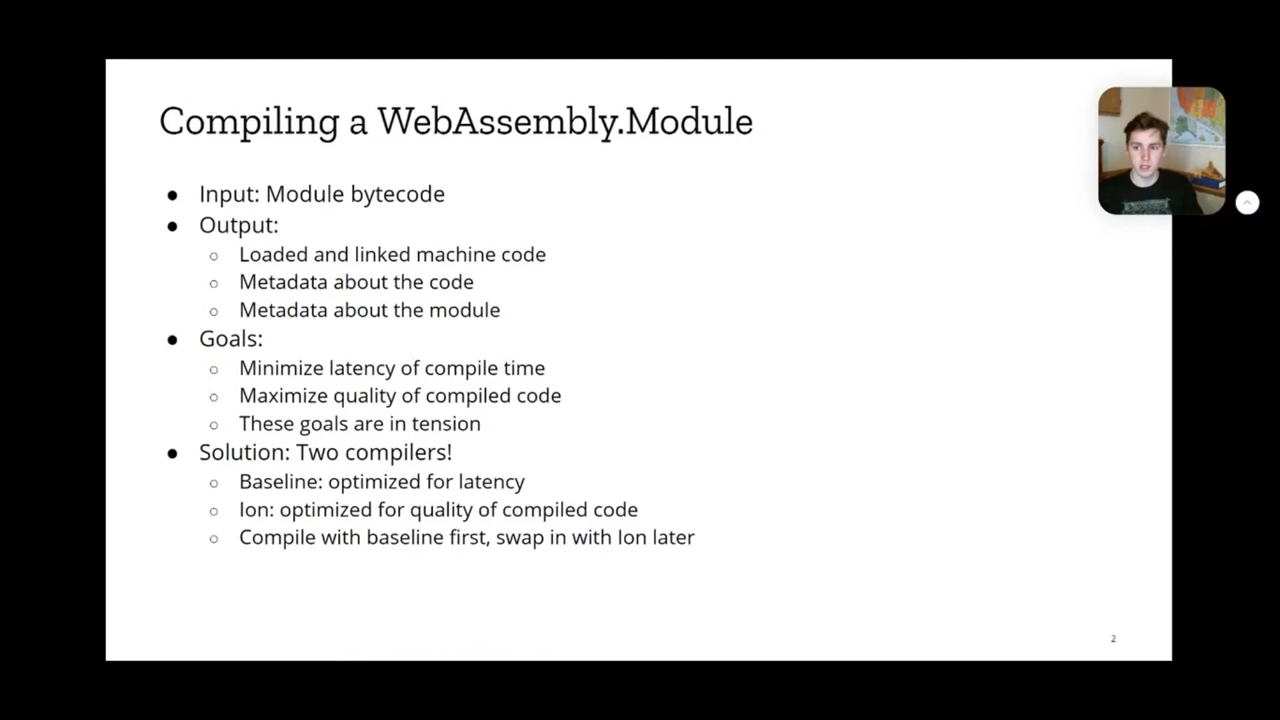 Compiling a WebAssembly.Module
● Input: Module bytecode
● Output:
○ Loaded and linked machine code
○ Metadata about the code
○ Metadata about the module
● Goals:
○ Minimize latency of compile time
○ Maximize quality of compiled code
○ These goals are in tension
● Solution: Two compilers!
○ Baseline: optimized for latency
○ Ion: optimized for quality of compiled code
○ Compile with baseline first, swap in with Ion later
2